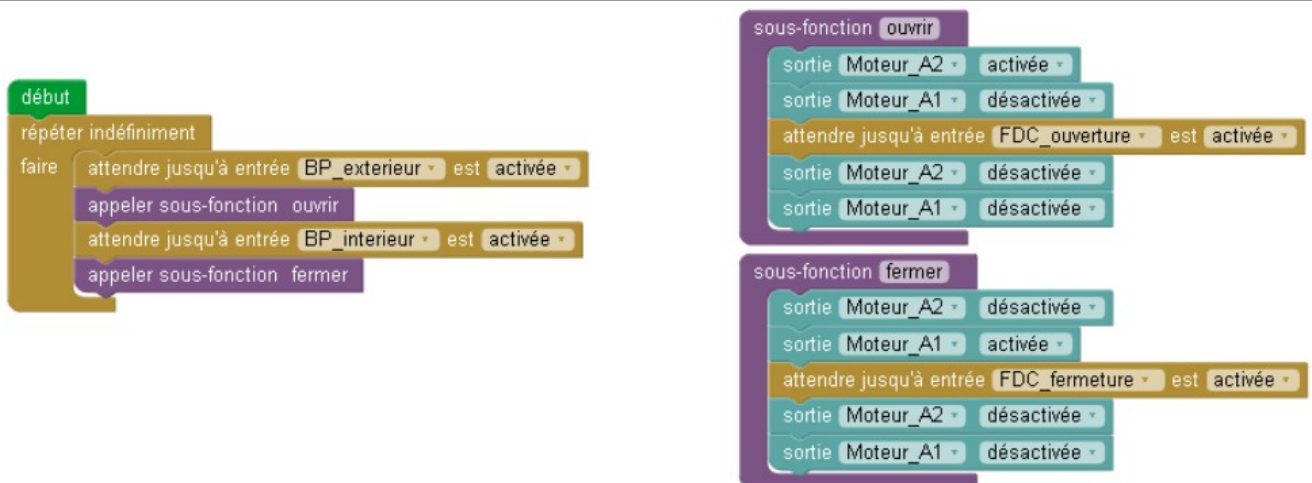 début
répéter indéfiniment
faire attendre jusqu'à entrée BP_exterieur est activée
appeler sous-fonction ouvrir
attendre jusqu'à entrée BP_interieur est activée
appeler sous-fonction fermer
sous-fonction ouvrir
sortie Moteur_A2 activée
sortie Moteur_A1 désactivée
attendre jusqu'à entrée FDC_ouverture est activée
sortie Moteur_A2 désactivée
sortie Moteur_A1 désactivée
sous-fonction fermer
sortie Moteur_A2 désactivée
sortie Moteur_A1 activée
attendre jusqu'à entrée FDC_fermeture est activée
sortie Moteur_A2 désactivée
sortie Moteur_A1 désactivée